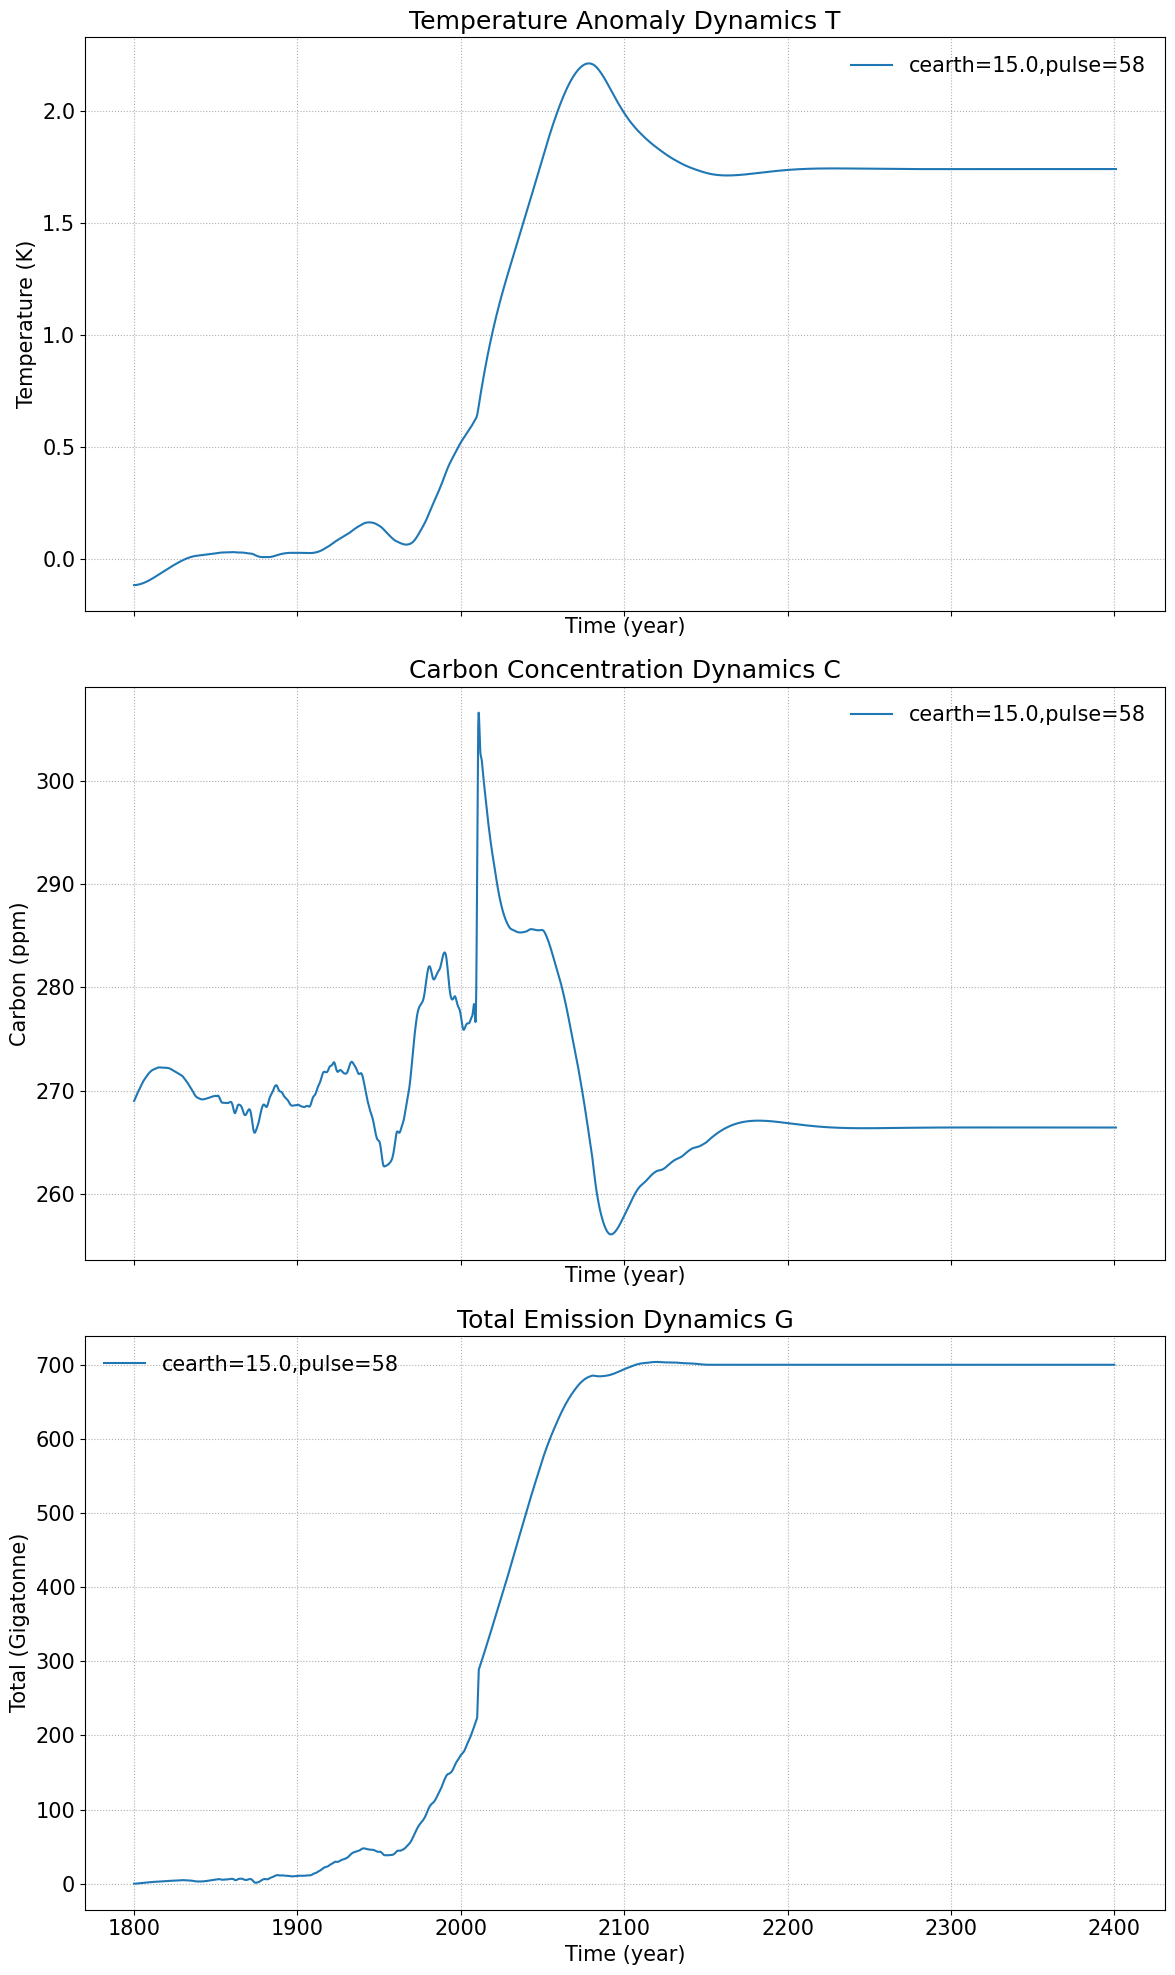 Temperature Anomaly Dynamics T
cearth=15.0,pulse=58
2.0
1.5
1.0
0.5
0.0
Temperature (K)
Time (year)
Carbon Concentration Dynamics C
cearth=15.0,pulse=58
300
290
280
270
260
Carbon (ppm)
Time (year)
Total Emission Dynamics G
cearth=15.0,pulse=58
700
600
500
400
300
200
100
0
Total (Gigatonne)
1800 1900 2000 2100 2200 2300 2400
Time (year)